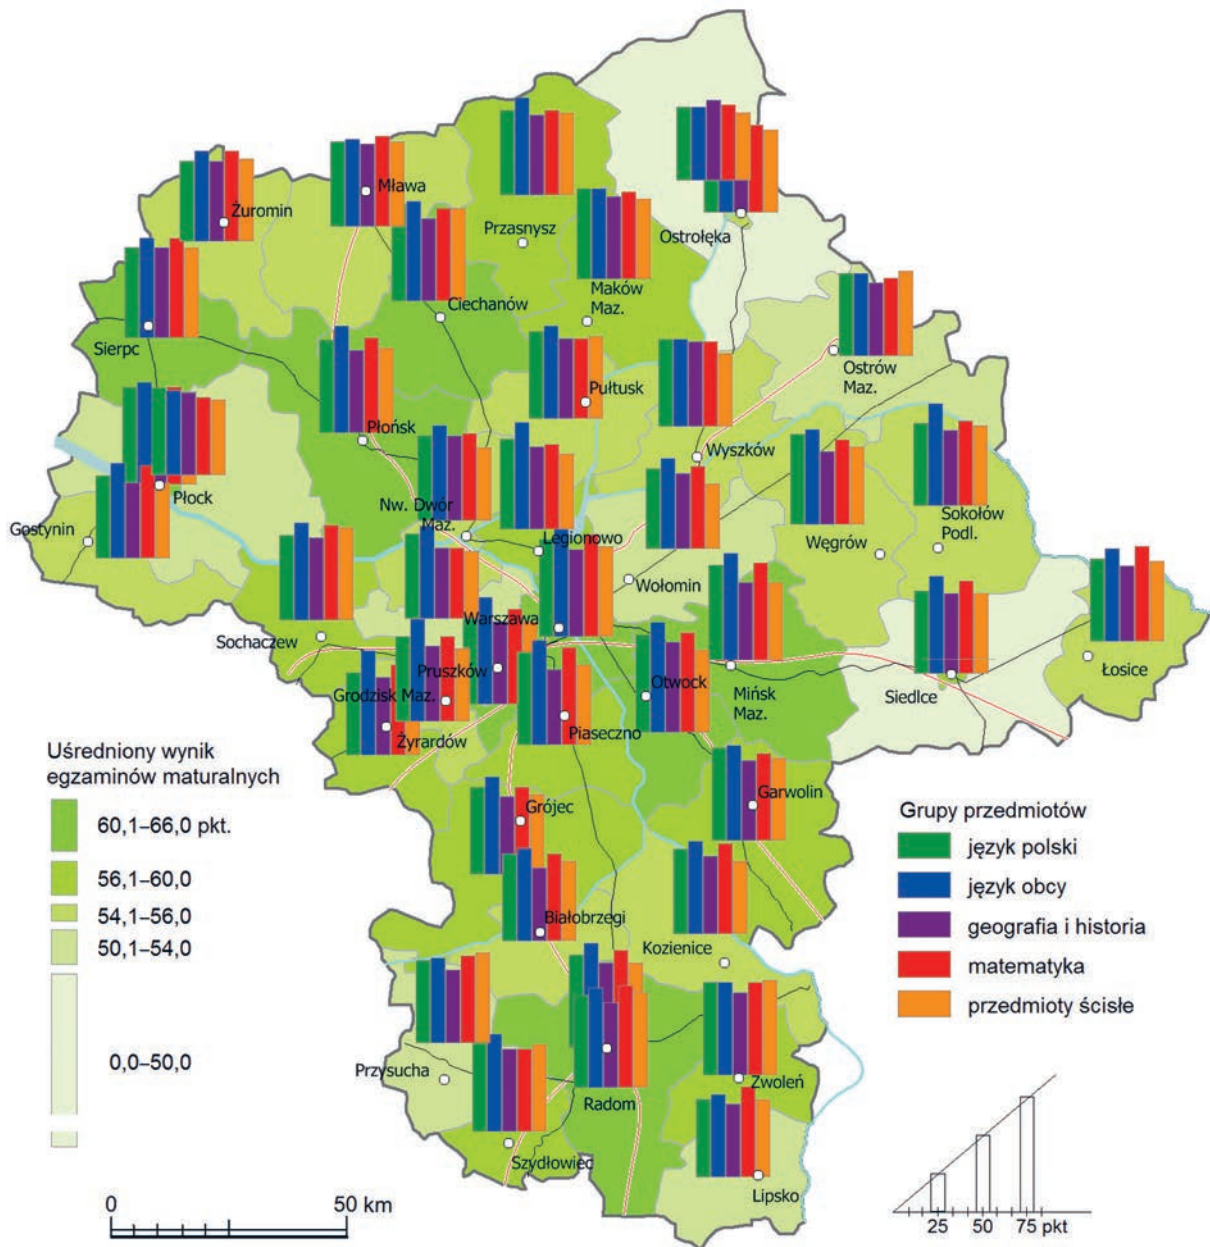 Mława
Żuromin
Przasnysz
Ostrołęka
Maków
Maz.
Ciechanów
Sierpc
Ostrów
Maz.
Pułtusk
Płońsk
Wyszków
Płock
Nw. Dwór
Maz.
Sokołów
Podl.
Gostynin
Legionowo
Węgrów
Wołomin
Warszawa
Sochaczew
Pruszków
Otwock
Mińsk
Maz.
Siedlce
Łosice
Grodzisk Maz.
Piaseczno
Żyrardów
Garwolin
Grójec
Białobrzegi
Kozienice
Przysucha
Radom
Zwoleń
Szydłowiec
Lipsko
Uśredniony wynik
egzaminów maturalnych
60,1–66,0 pkt.
56,1–60,0
54,1–56,0
50,1–54,0
0,0–50,0
Grupy przedmiotów
język polski
język obcy
geografia i historia
matematyka
przedmioty ścisłe
0 50 km
25 50 75 pkt